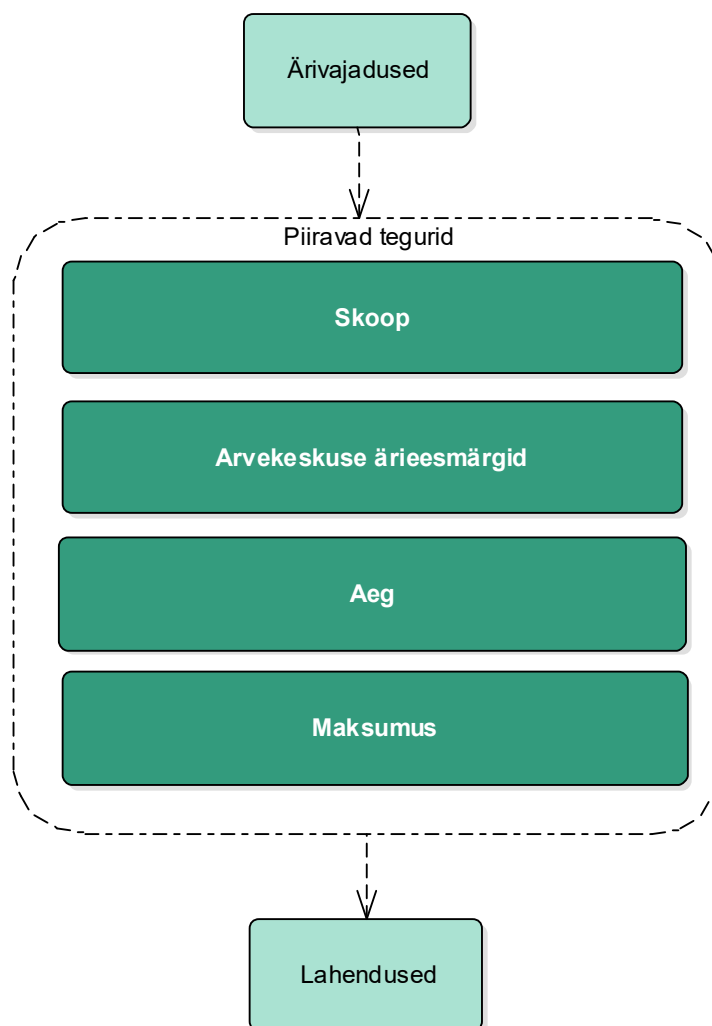 Ärivajadused
Piiravad tegurid
Skoop
Arvekeskuse ärieesmärgid
Aeg
Maksumus
Lahendused